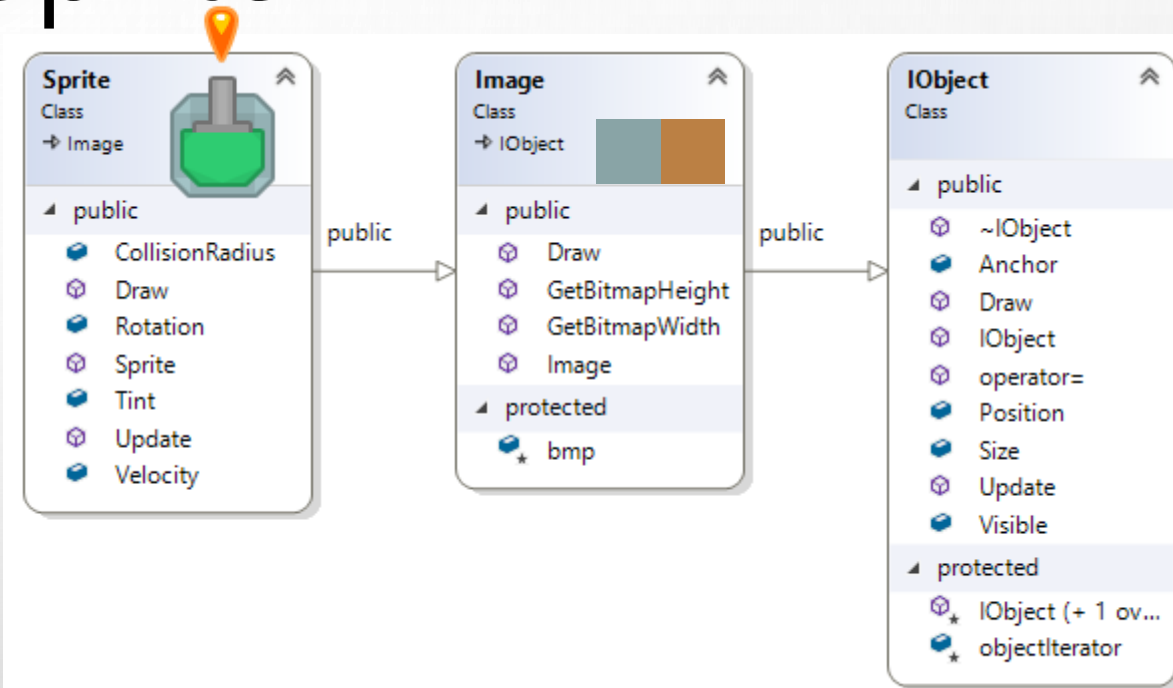 Sprite
Class
Image
public
CollisionRadius
Draw
Rotation
Sprite
Tint
Update
Velocity
public
Image
Class
IObject
public
Draw
GetBitmapHeight
GetBitmapWidth
Image
protected
bmp
public
IObject
Class
public
~IObject
Anchor
Draw
IObject
operator=
Position
Size
Update
Visible
protected
IObject (+ 1 ov...
objectIterator